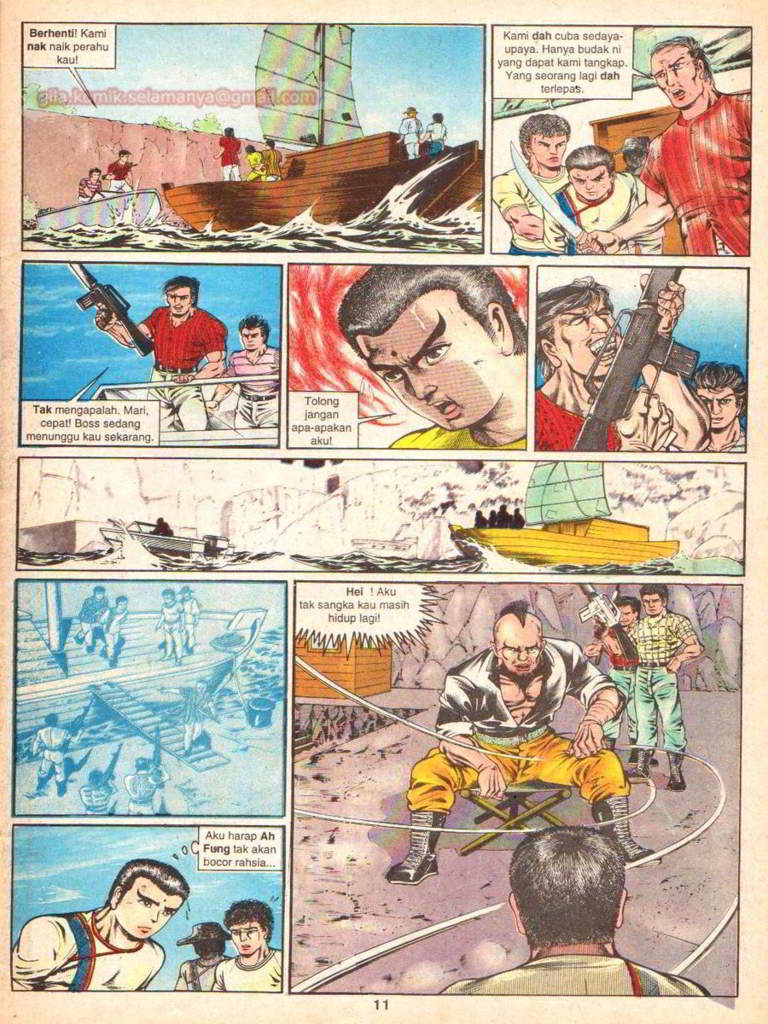 Berhenti! Kami
nak naik perahu
kau!
alia.komik.selamanya@gmail.com
Kami dah cuba sedaya-
upaya. Hanya budak ni
yang dapat kami tangkap.
Yang seorang lagi dah
terlepas.
Tak mengapalah. Mari,
cepat! Boss sedang
menunggu kau sekarang.
Tolong
jangan
apa-apakan
aku!
Hei ! Aku
tak sangka kau masih
hidup lagi!
Aku harap Ah
Fung tak akan
bocor rahsia...
11